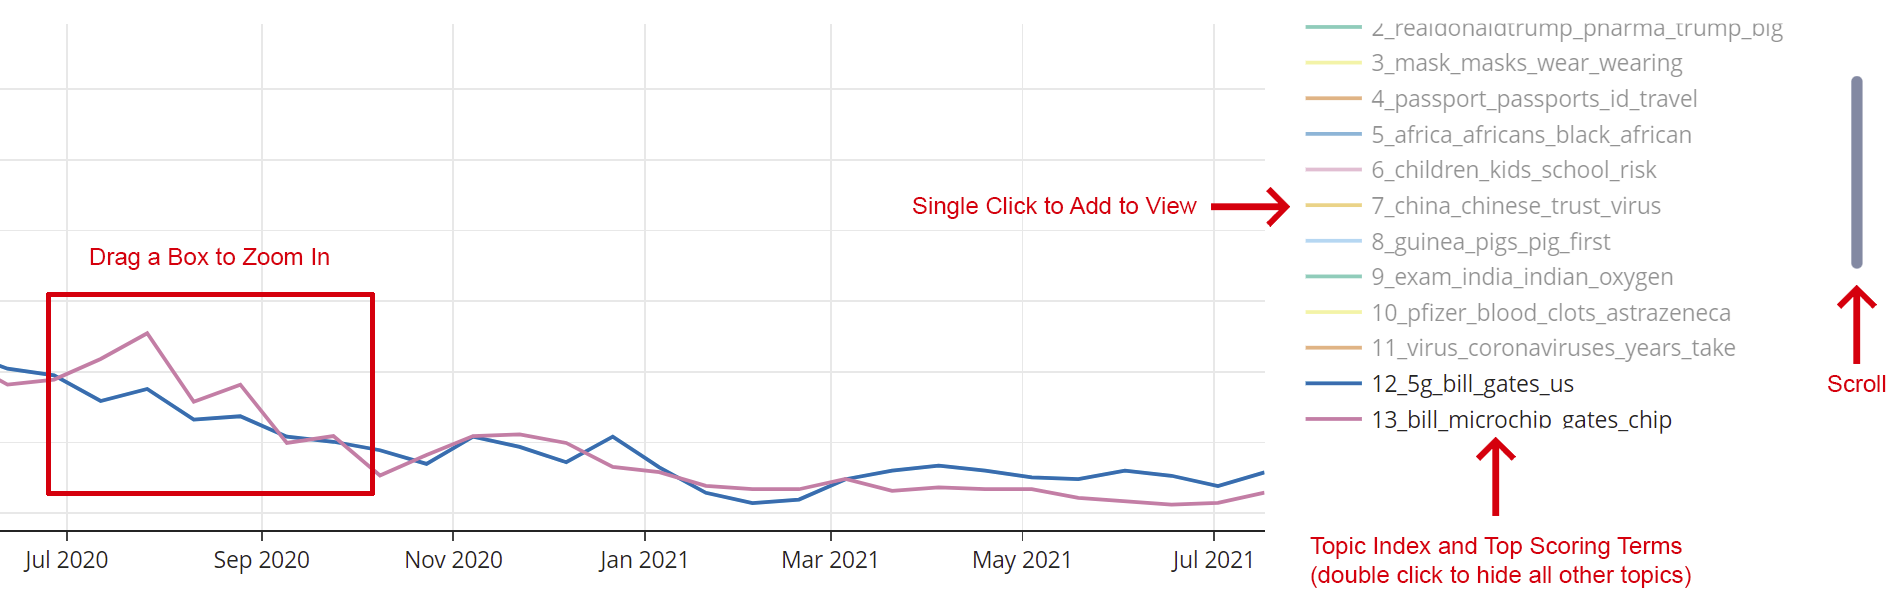 2_realdonaldtrump_pharma_trump_big
3_mask_masks_wear_wearing
4_passport_passports_id_travel
5_africa_africans_black_african
6_children_kids_school_risk
Single Click to Add to View
7_china_chinese_trust_virus
8_guinea_pigs_pig_first
Drag a Box to Zoom In
9_exam_india_indian_oxygen
10_pfizer_blood_clots_astrazeneca
11_virus_coronaviruses_years_take
12_5g_bill_gates_us
Scroll
13_bill_microchip_gates_chip
Jul 2020
Sep 2020
Nov 2020
Jan 2021
Mar 2021
May 2021
Jul 2021
Topic Index and Top Scoring Terms
(double click to hide all other topics)